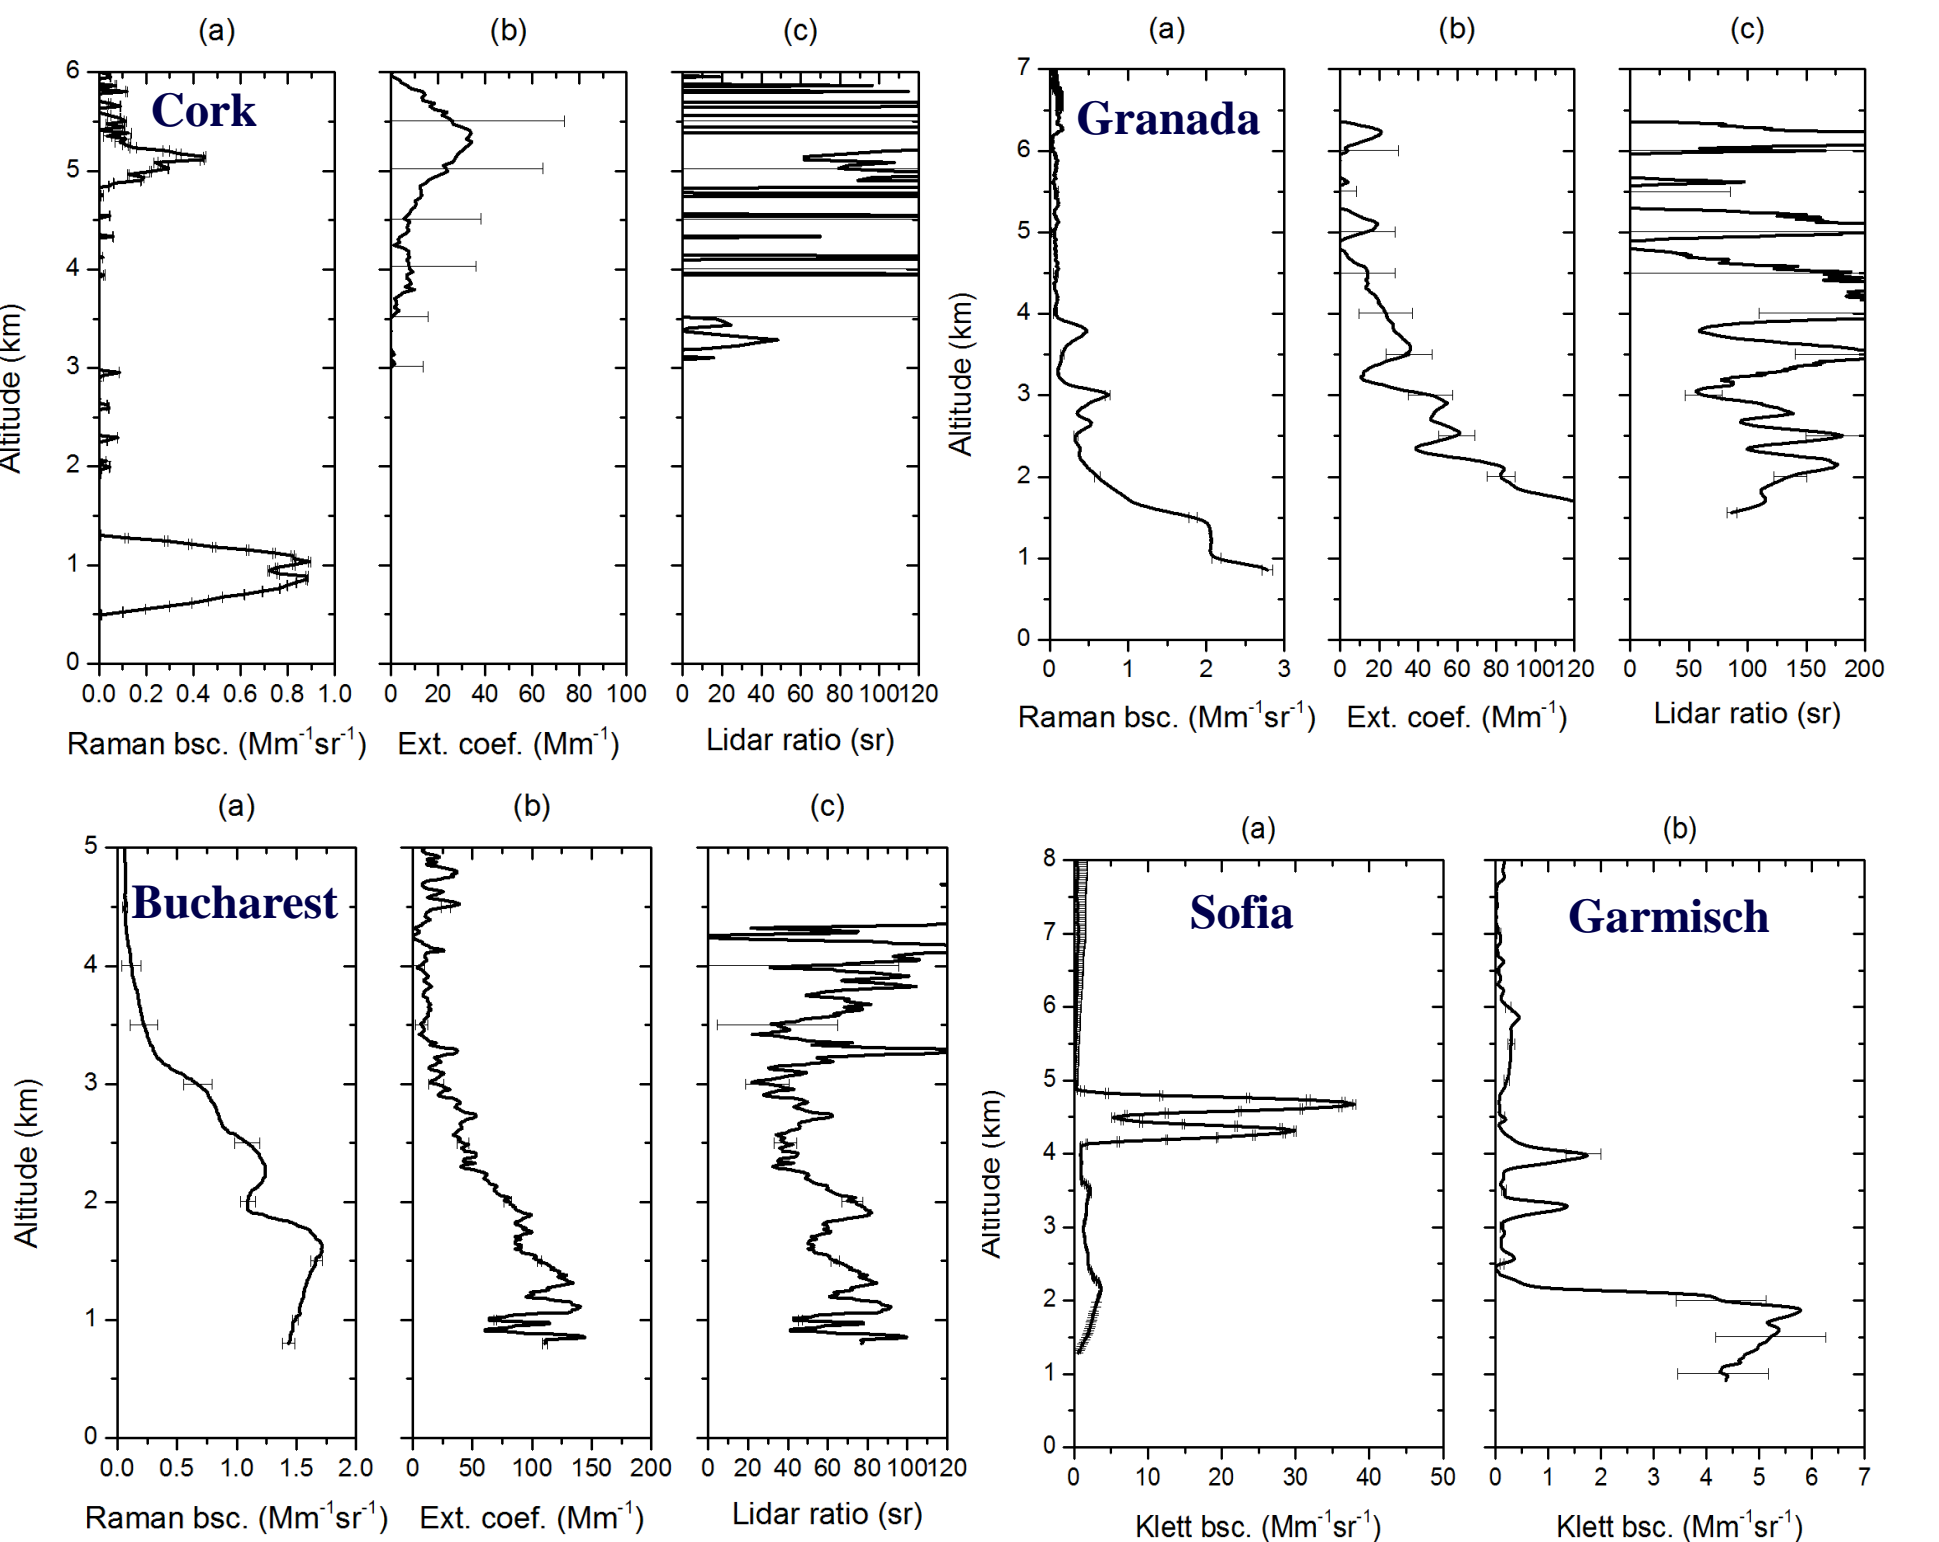 (a) (b) (c)
Cork
6
5
4
3
2
1
0
Altitude (km)
0.0 0.2 0.4 0.6 0.8 1.0
0 20 40 60 80 100
0 20 40 60 80 100 120
Raman bsc. (Mm⁻¹sr⁻¹) Ext. coef. (Mm⁻¹) Lidar ratio (sr)
(a) (b) (c)
Granada
7
6
5
4
3
2
1
0
Altitude (km)
0 1 2 3
0 20 40 60 80 100 120
0 50 100 150 200
Raman bsc. (Mm⁻¹sr⁻¹) Ext. coef. (Mm⁻¹) Lidar ratio (sr)
(a) (b) (c)
Bucharest
5
4
3
2
1
0
Altitude (km)
0.0 0.5 1.0 1.5 2.0
0 50 100 150 200
0 20 40 60 80 100 120
Raman bsc. (Mm⁻¹sr⁻¹) Ext. coef. (Mm⁻¹) Lidar ratio (sr)
(a) (b)
Sofia Garmisch
8
7
6
5
4
3
2
1
0
Altitude (km)
0 10 20 30 40 50
0 1 2 3 4 5 6 7
Klett bsc. (Mm⁻¹sr⁻¹) Klett bsc. (Mm⁻¹sr⁻¹)